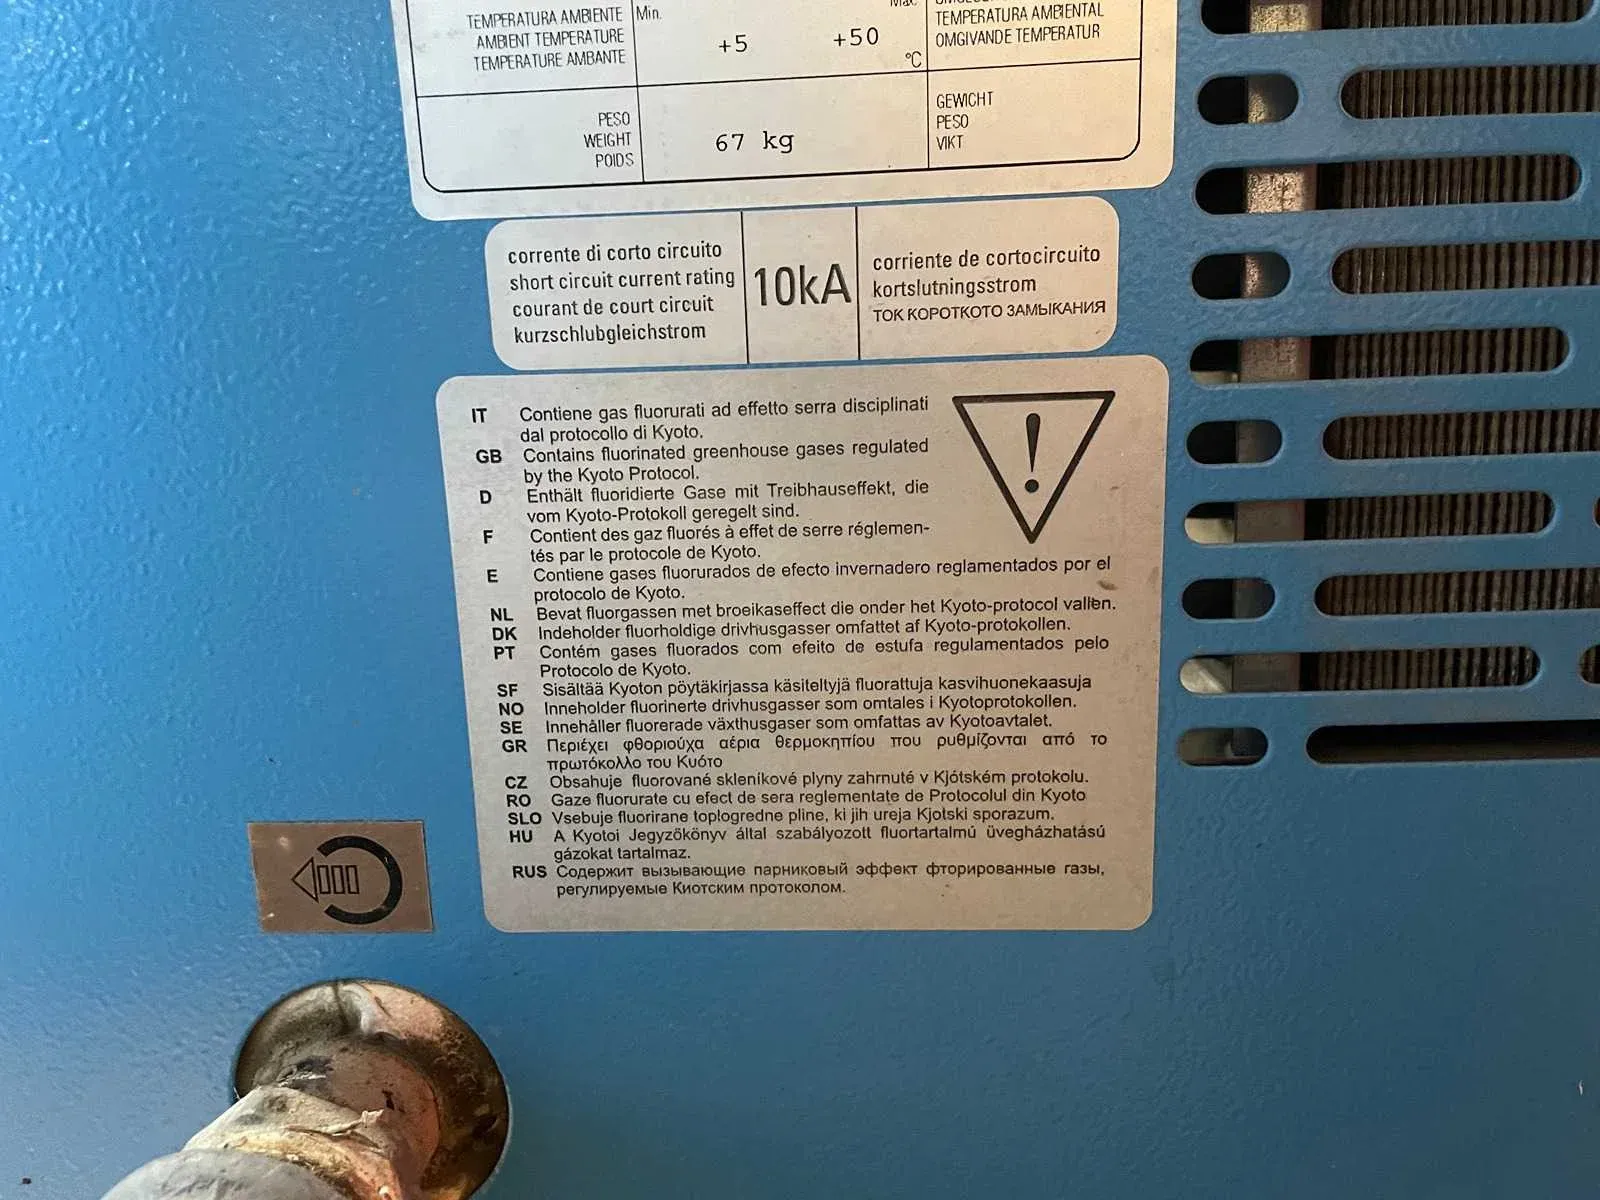 TEMPERATURA AMBIENTE
AMBIENT TEMPERATURE
TEMPERATURE AMBANTE
Min.
+5
+50
Max.
°C
TEMPERATURA AMBIENTAL
OMGIVANDE TEMPERATUR
PESO
WEIGHT
POIDS
67 kg
GEWICHT
PESO
VIKT
corrente di corto circuito
short circuit current rating
courant de court circuit
kurzschlubgleichstrom
10kA
corriente de cortocircuito
kortslutningsstrom
ТОК КОРОТКОТО ЗАМЫКАНИЯ
IT Contiene gas fluorurati ad effetto serra disciplinati
dal protocollo di Kyoto.
GB Contains fluorinated greenhouse gases regulated
by the Kyoto Protocol.
D Enthält fluoridierte Gase mit Treibhauseffekt, die
vom Kyoto-Protokoll geregelt sind.
F Contient des gaz fluorés à effet de serre réglemen-
tés par le protocole de Kyoto.
E Contiene gases fluorurados de efecto invernadero reglamentados por el
protocolo de Kyoto.
NL Bevat fluorgassen met broeikaseffect die onder het Kyoto-protocol vallen.
DK Indeholder fluorholdige drivhusgasser omfattet af Kyoto-protokollen.
PT Contém gases fluorados com efeito de estufa regulamentados pelo
Protocolo de Kyoto.
SF Sisältää Kyoton pöytäkirjassa käsiteltyjä fluorattuja kasvihuonekaasuja
NO Inneholder fluorinerte drivhusgasser som omtales i Kyotoprotokollen.
SE Innehåller fluorerade växthusgaser som omfattas av Kyotoavtalet.
GR Περιέχει φθοριούχα αέρια θερμοκηπίου που ρυθμίζονται από το
πρωτόκολλο του Κυότο
CZ Obsahuje fluorované skleníkové plyny zahrnuté v Kjótském protokolu.
RO Gaze fluorurate cu efect de sera reglementate de Protocolul din Kyoto
SLO Vsebuje fluorirane toplogredne pline, ki jih ureja Kjotski sporazum.
HU A Kyotoi Jegyzőkönyv által szabályozott fluortartalmú üvegházhatású
gázokat tartalmaz.
RUS Содержит вызывающие парниковый эффект фторированные газы,
регулируемые Киотским протоколом.